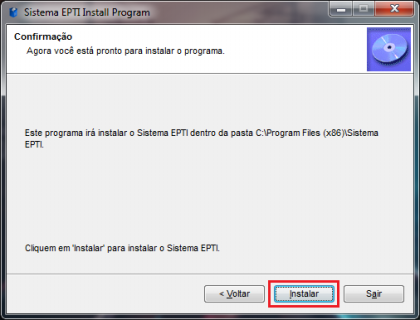 Sistema EPTI Install Program
Confirmação
Agora você está pronto para instalar o programa.
Este programa irá instalar o Sistema EPTI dentro da pasta C:\Program Files (x86)\Sistema
EPTI.
Cliquem em 'Instalar' para instalar o Sistema EPTI.
< Voltar Instalar Sair